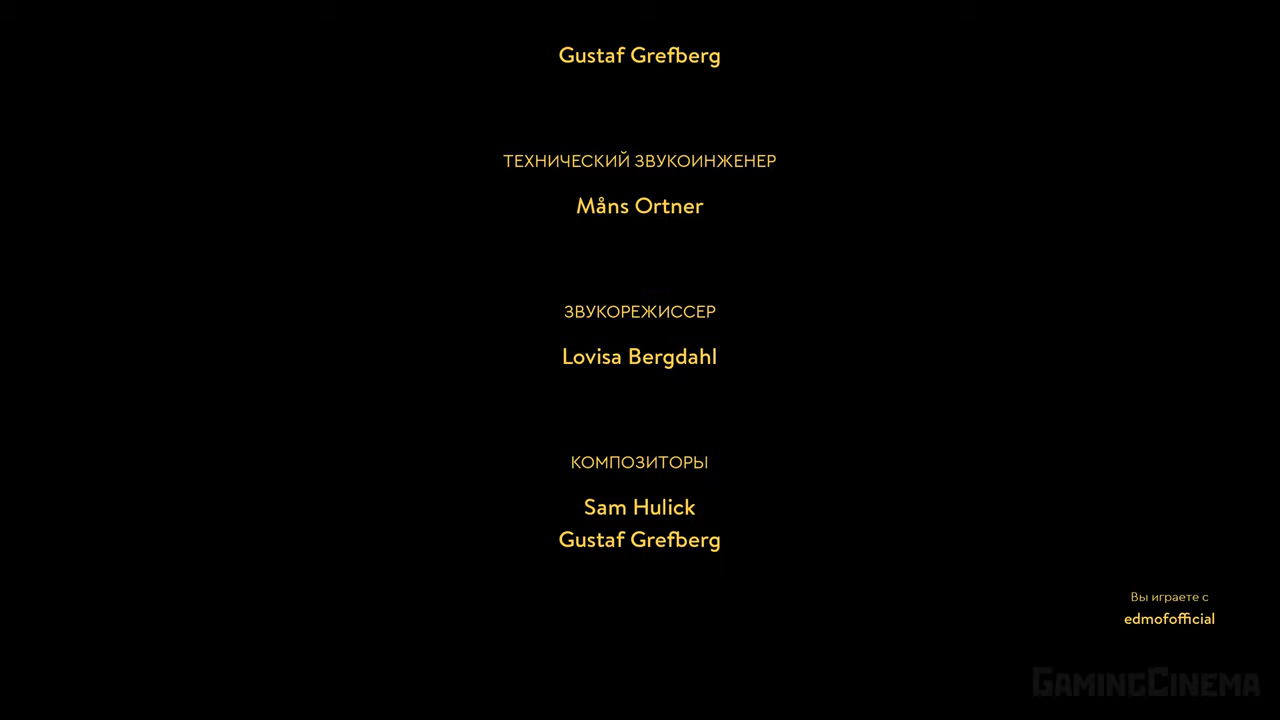 Gustaf Grefberg
ТЕХНИЧЕСКИЙ ЗВУКОИНЖЕНЕР
Måns Ortner
ЗВУКОРЕЖИССЕР
Lovisa Bergdahl
КОМПОЗИТОРЫ
Sam Hulick
Gustaf Grefberg
Вы играете с
edmofofficial
GAMINGCINEMA